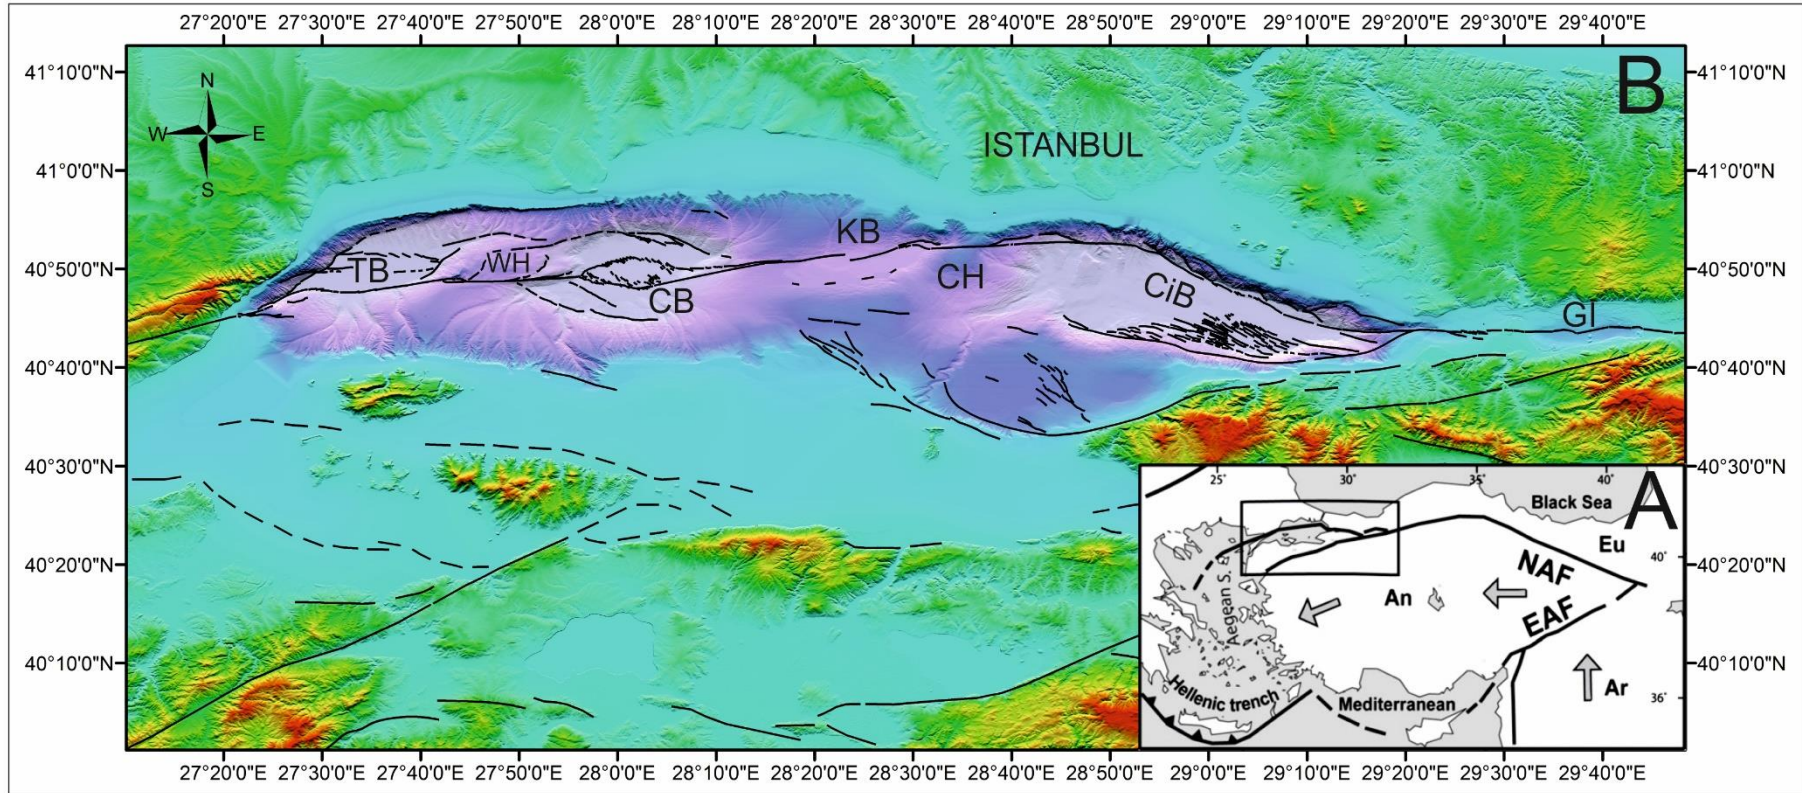 27°20'0"E 27°30'0"E 27°40'0"E 27°50'0"E 28°0'0"E 28°10'0"E 28°20'0"E 28°30'0"E 28°40'0"E 28°50'0"E 29°0'0"E 29°10'0"E 29°20'0"E 29°30'0"E 29°40'0"E
41°10'0"N 41°10'0"N
B
N
W E
S
ISTANBUL
41°0'0"N 41°0'0"N
KB
40°50'0"N TB WH CH 40°50'0"N
CB CiB GI
40°40'0"N 40°40'0"N
40°30'0"N 40°30'0"N
25° 30° 35° 40°
A
Black Sea
Eu
40°
NAF
40°20'0"N 40°20'0"N
Aegean S.
An
EAF
40°10'0"N 40°10'0"N
Ar
36°
Hellenic trench
Mediterranean
27°20'0"E 27°30'0"E 27°40'0"E 27°50'0"E 28°0'0"E 28°10'0"E 28°20'0"E 28°30'0"E 28°40'0"E 28°50'0"E 29°0'0"E 29°10'0"E 29°20'0"E 29°30'0"E 29°40'0"E